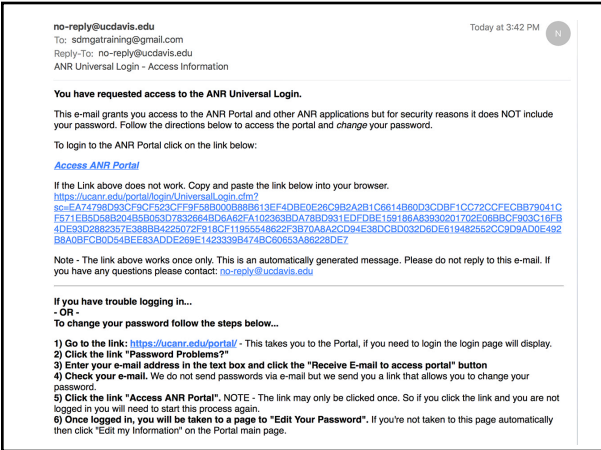 no-reply@ucdavis.edu
Today at 3:42 PM
N
To: sdmgatraining@gmail.com
Reply-To: no-reply@ucdavis.edu
ANR Universal Login - Access Information
You have requested access to the ANR Universal Login.
This e-mail grants you access to the ANR Portal and other ANR applications but for security reasons it does NOT include
your password. Follow the directions below to access the portal and change your password.
To login to the ANR Portal click on the link below:
Access ANR Portal
If the Link above does not work. Copy and paste the link below into your browser.
https://ucanr.edu/portal/login/UniversalLogin.cfm?
sc=EA74798D93CF9CF523CFF9F58B000B88B613EF4DBE0E26C9B2A2B1C6614B60D3CDBF1CC72CCFECBB79041C
F571EB5D58B204B5B053D7832664BD6A62FA102363BDA78BD931EDFDBE159186A83930201702E06BBCF903C16FB
4DE93D2882357E388BB4225072F918CF11955548622F3B70A8A2CD94E38DCBD032D6DE619482552CC9D9AD0E492
B8A0BFCB0D54BEE83ADDE269E1423339B474BC60653A86228DE7
Note - The link above works once only. This is an automatically generated message. Please do not reply to this e-mail. If
you have any questions please contact: no-reply@ucdavis.edu
If you have trouble logging in...
- OR -
To change your password follow the steps below...
1) Go to the link: https://ucanr.edu/portal/ - This takes you to the Portal, if you need to login the login page will display.
2) Click the link "Password Problems?"
3) Enter your e-mail address in the text box and click the "Receive E-mail to access portal" button
4) Check your e-mail. We do not send passwords via e-mail but we send you a link that allows you to change your
password.
5) Click the link "Access ANR Portal". NOTE - The link may only be clicked once. So if you click the link and you are not
logged in you will need to start this process again.
6) Once logged in, you will be taken to a page to "Edit Your Password". If you're not taken to this page automatically
then click "Edit my Information" on the Portal main page.